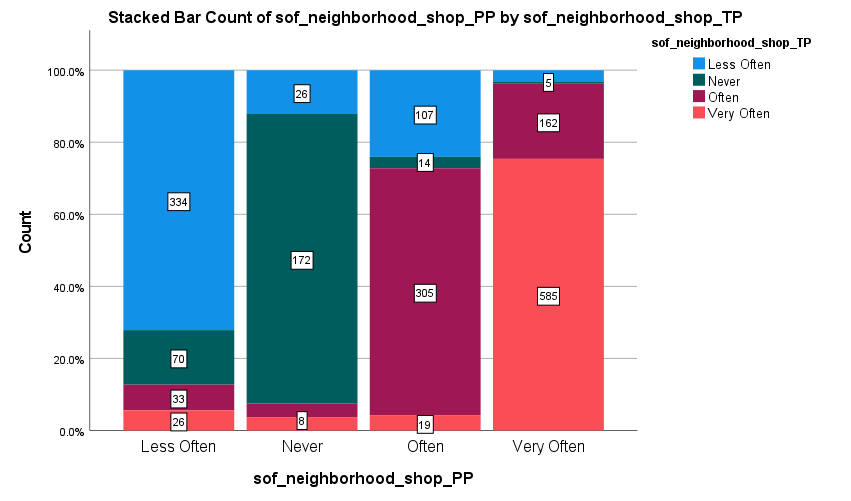 Stacked Bar Count of sof_neighborhood_shop_PP by sof_neighborhood_shop_TP
sof_neighborhood_shop_TP
Less Often
Never
Often
Very Often
Count
100.0%
80.0%
60.0%
40.0%
20.0%
0.0%
334
70
33
26
26
172
8
107
14
305
19
5
162
585
Less Often
Never
Often
Very Often
sof_neighborhood_shop_PP